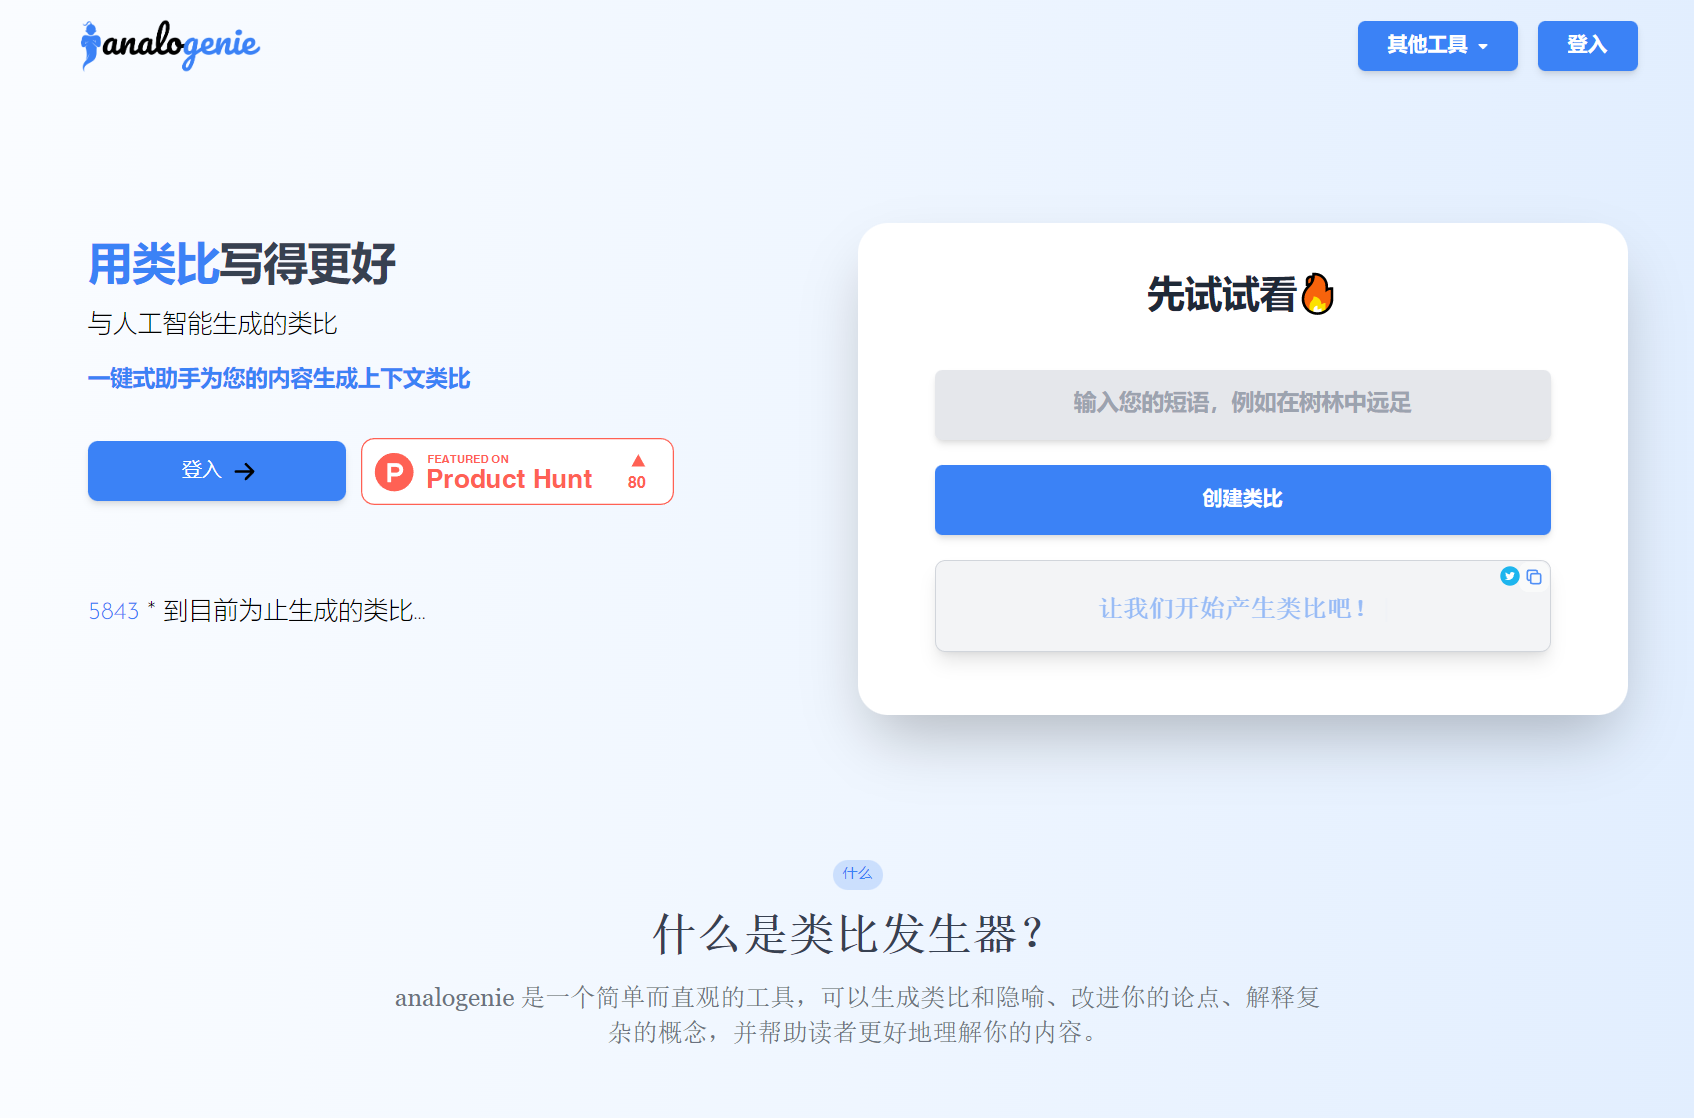 analogenie
其他工具
登入
用类比写得更好
与人工智能生成的类比
一键式助手为您的内容生成上下文类比
登入 →
FEATURED ON
Product Hunt
80
5843 * 到目前为止生成的类比...
先试试看🔥
输入您的短语，例如在树林中远足
创建类比
让我们开始产生类比吧！
什么
什么是类比发生器？
analogenie 是一个简单而直观的工具，可以生成类比和隐喻、改进你的论点、解释复
杂的概念，并帮助读者更好地理解你的内容。